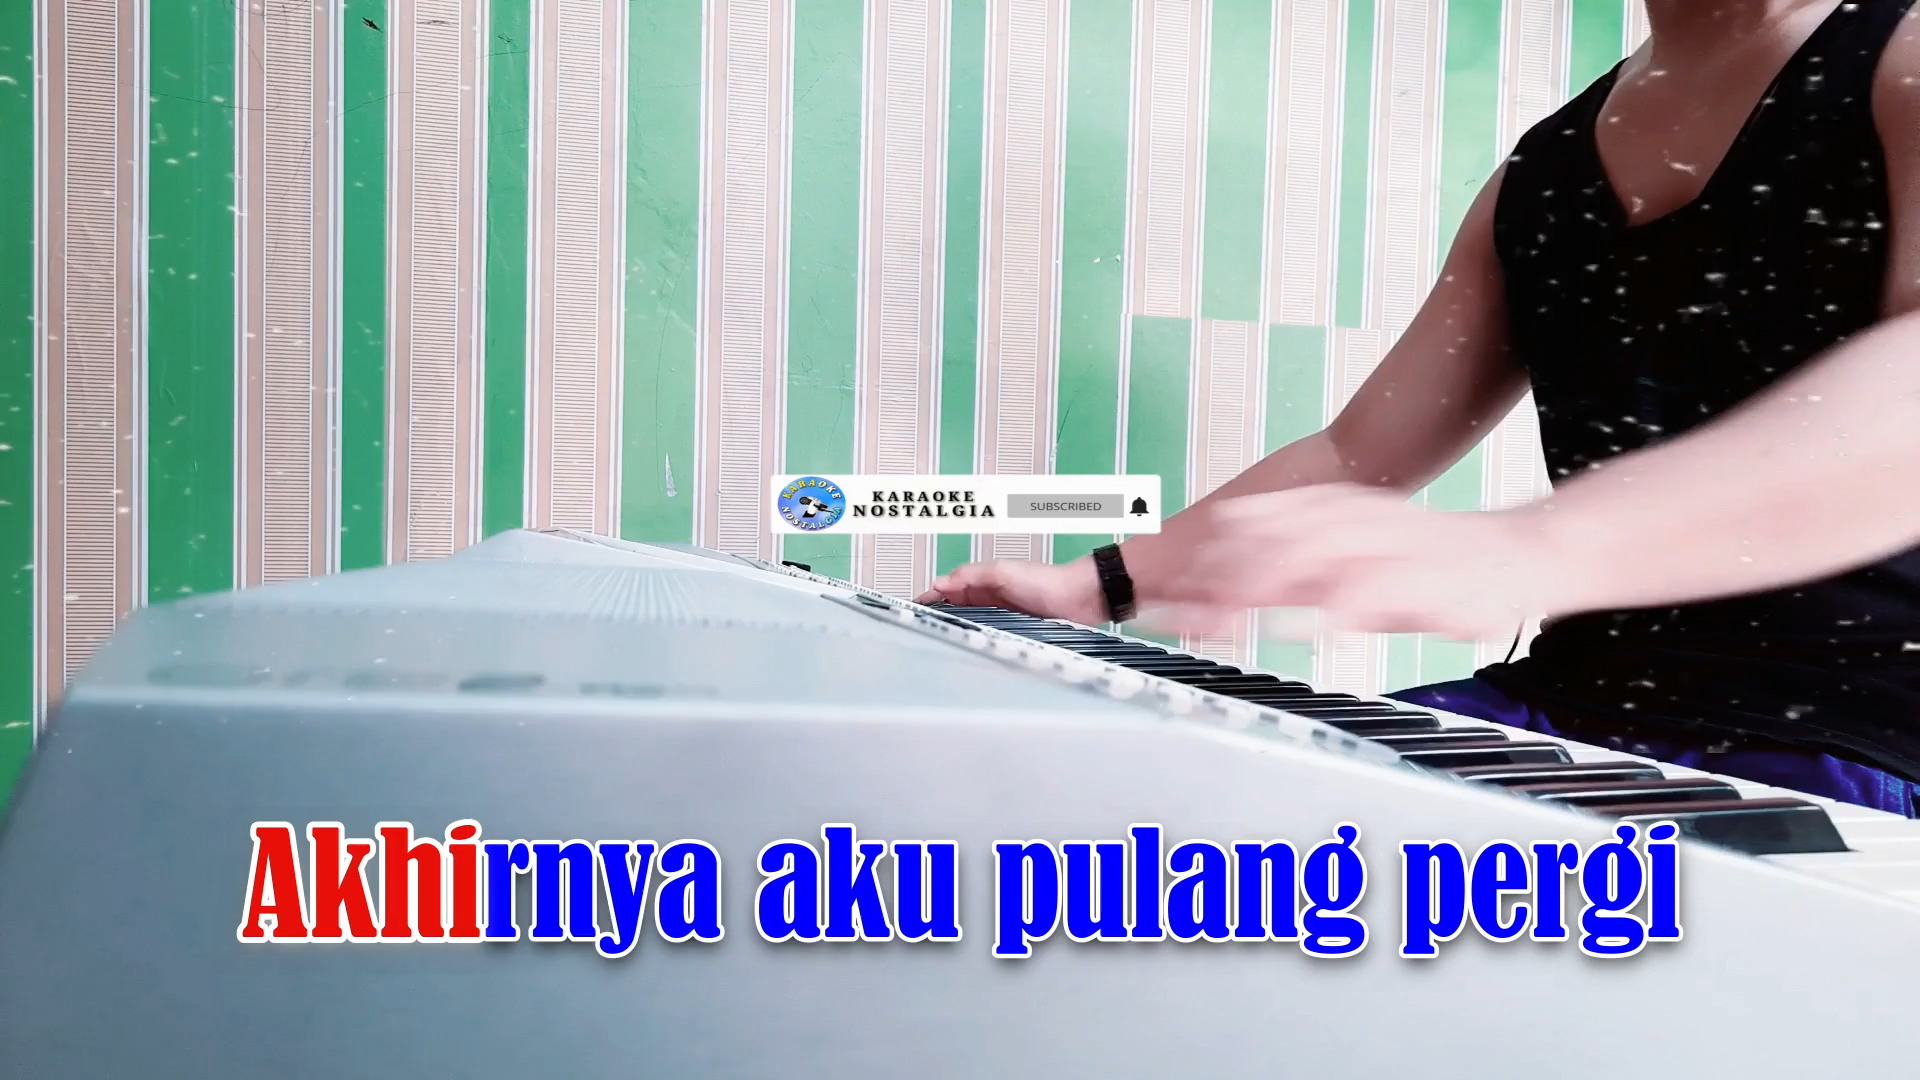 KARAOKE
NOSTALGIA
KARAOKE
NOSTALGIA
SUBSCRIBED
Akhirnya aku pulang pergi